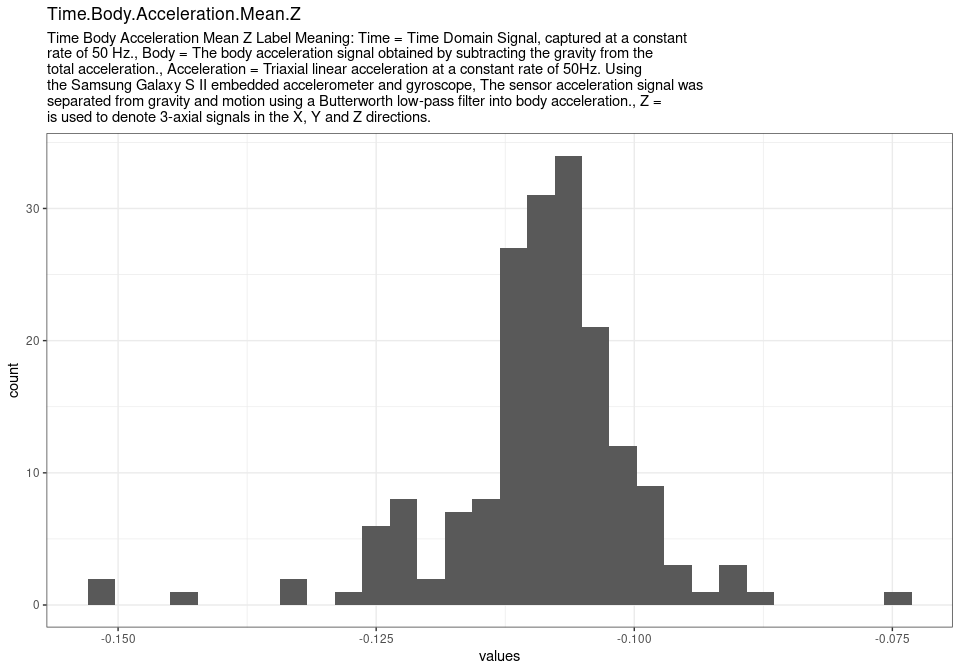 Time.Body.Acceleration.Mean.Z
Time Body Acceleration Mean Z Label Meaning: Time = Time Domain Signal, captured at a constant
rate of 50 Hz., Body = The body acceleration signal obtained by subtracting the gravity from the
total acceleration., Acceleration = Triaxial linear acceleration at a constant rate of 50Hz. Using
the Samsung Galaxy S II embedded accelerometer and gyroscope, The sensor acceleration signal was
separated from gravity and motion using a Butterworth low-pass filter into body acceleration., Z =
is used to denote 3-axial signals in the X, Y and Z directions.
30
20
10
0
count
-0.150
-0.125
-0.100
-0.075
values